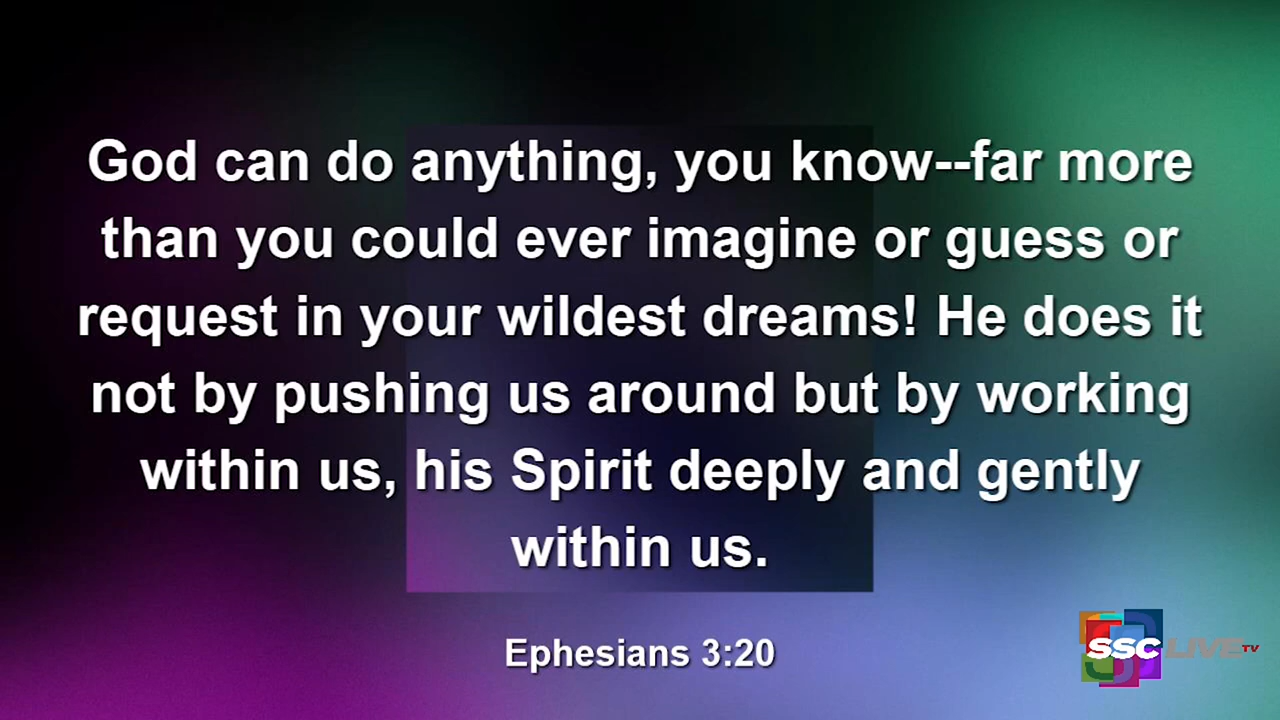 God can do anything, you know--far more
than you could ever imagine or guess or
request in your wildest dreams! He does it
not by pushing us around but by working
within us, his Spirit deeply and gently
within us.
Ephesians 3:20
SSC LIVE TV